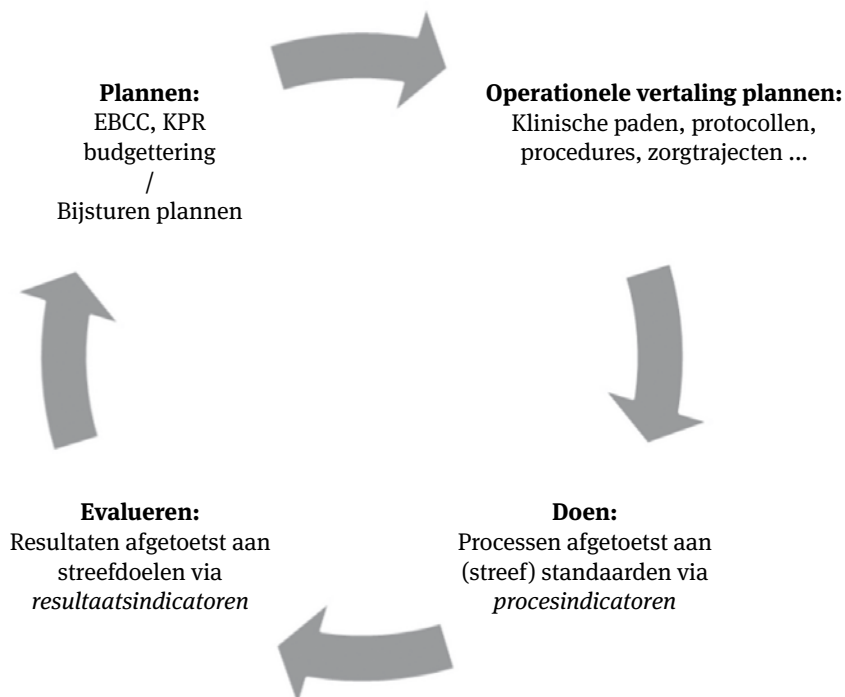 Plannen:
EBCC, KPR
budgettering
/
Bijsturen plannen
Operationele vertaling plannen:
Klinische paden, protocollen,
procedures, zorgtrajecten ...
Doen:
Processen afgetoetst aan
(streef) standaarden via
procesindicatoren
Evalueren:
Resultaten afgetoetst aan
streefdoelen via
resultaatsindicatoren